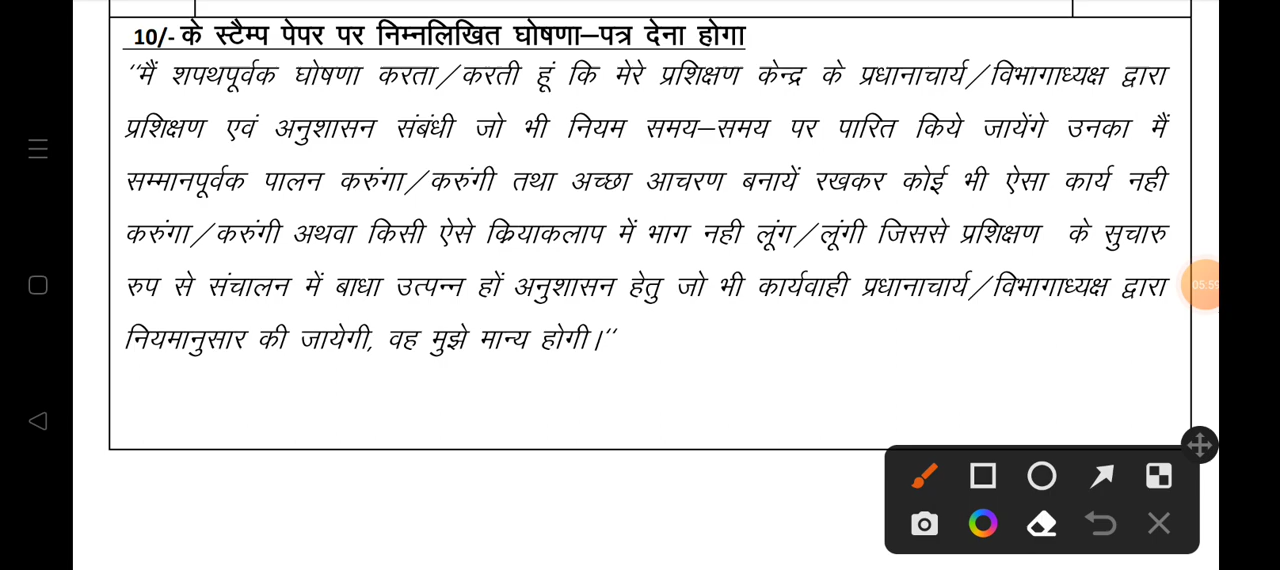 10/- के स्टैम्प पेपर पर निम्नलिखित घोषणा–पत्र देना होगा
‘‘मैं शपथपूर्वक घोषणा करता/करती हूं कि मेरे प्रशिक्षण केन्द्र के प्रधानाचार्य/विभागाध्यक्ष द्वारा
प्रशिक्षण एवं अनुशासन संबंधी जो भी नियम समय–समय पर पारित किये जायेंगे उनका मैं
सम्मानपूर्वक पालन करुंगा/करुंगी तथा अच्छा आचरण बनायें रखकर कोई भी ऐसा कार्य नही
करुंगा/करुंगी अथवा किसी ऐसे क्रियाकलाप में भाग नही लूंग/लूंगी जिससे प्रशिक्षण के सुचारु
रुप से संचालन में बाधा उत्पन्न हों अनुशासन हेतु जो भी कार्यवाही प्रधानाचार्य/विभागाध्यक्ष द्वारा
नियमानुसार की जायेगी, वह मुझे मान्य होगी।’’
05:59